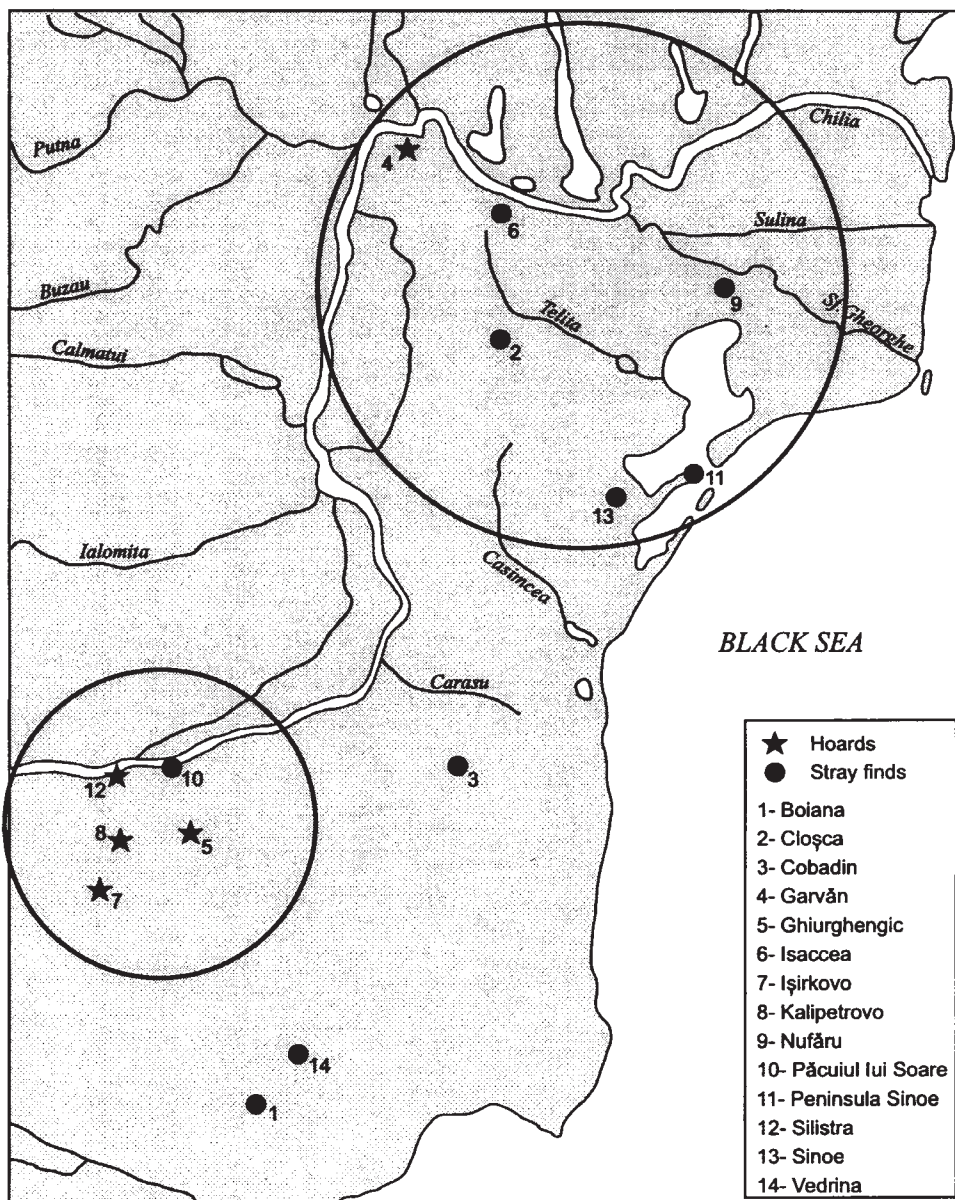 Chilia
Putna
4
Sulina
6
Buzau
9
Sf. Gheorghe
Telita
2
Calmatui
11
13
Ialomita
Casimcea
BLACK SEA
Carasu
12
10
3
8
5
7
14
1
Hoards
Stray finds
1- Boiana
2- Cloşca
3- Cobadin
4- Garvăn
5- Ghiurghengic
6- Isaccea
7- Işirkovo
8- Kalipetrovo
9- Nufăru
10- Păcuiul lui Soare
11- Peninsula Sinoe
12- Silistra
13- Sinoe
14- Vedrina